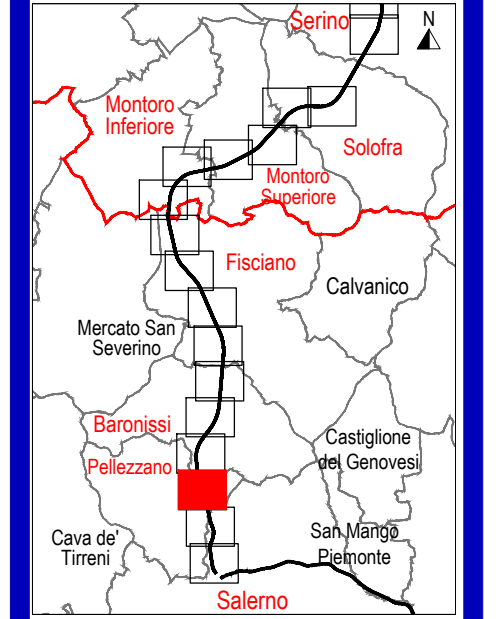 Serino
N
Montoro
Inferiore
Solofra
Montoro
Superiore
Fisciano
Calvanico
Mercato San
Severino
Baronissi
Castiglione
del Genovesi
Pellezzano
Cava de'
Tirreni
San Mango
Piemonte
Salerno